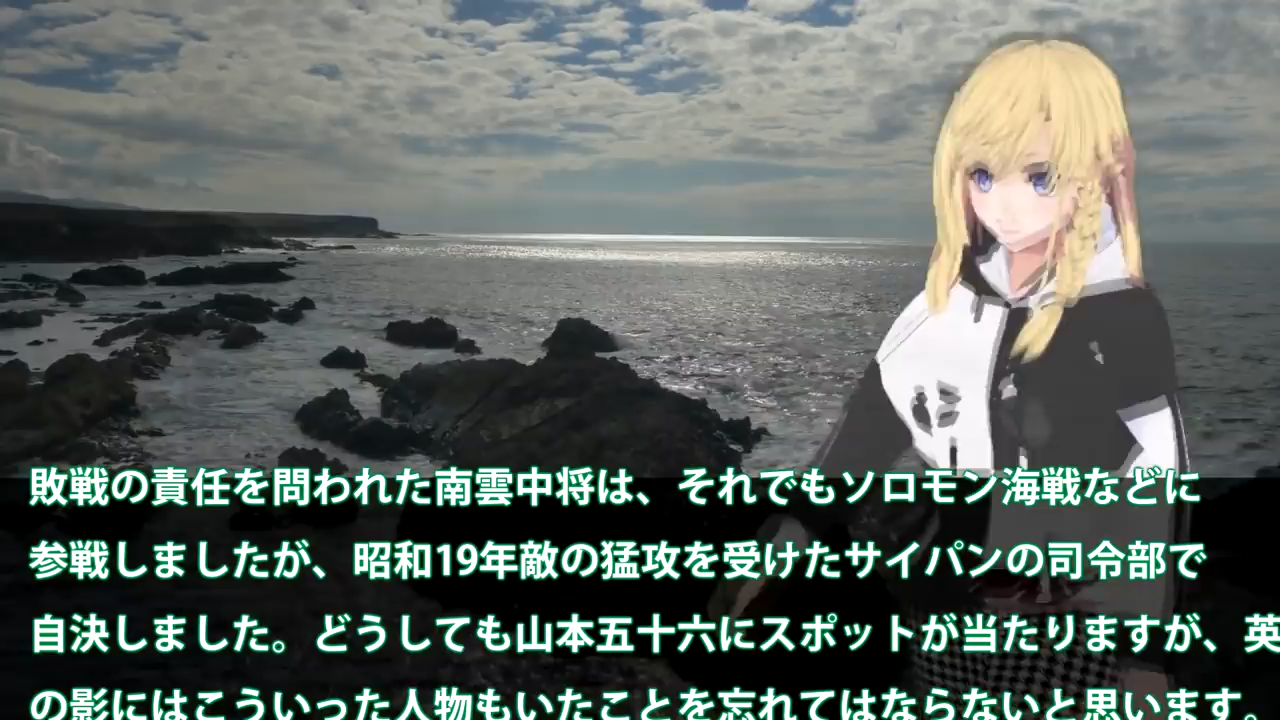 敗戦の責任を問われた南雲中将は、それでもソロモン海戦などに
参戦しましたが、昭和19年敵の猛攻を受けたサイパンの司令部で
自決しました。どうしても山本五十六にスポットが当たりますが、英
の影にはこういった人物もいたことを忘れてはならないと思います。